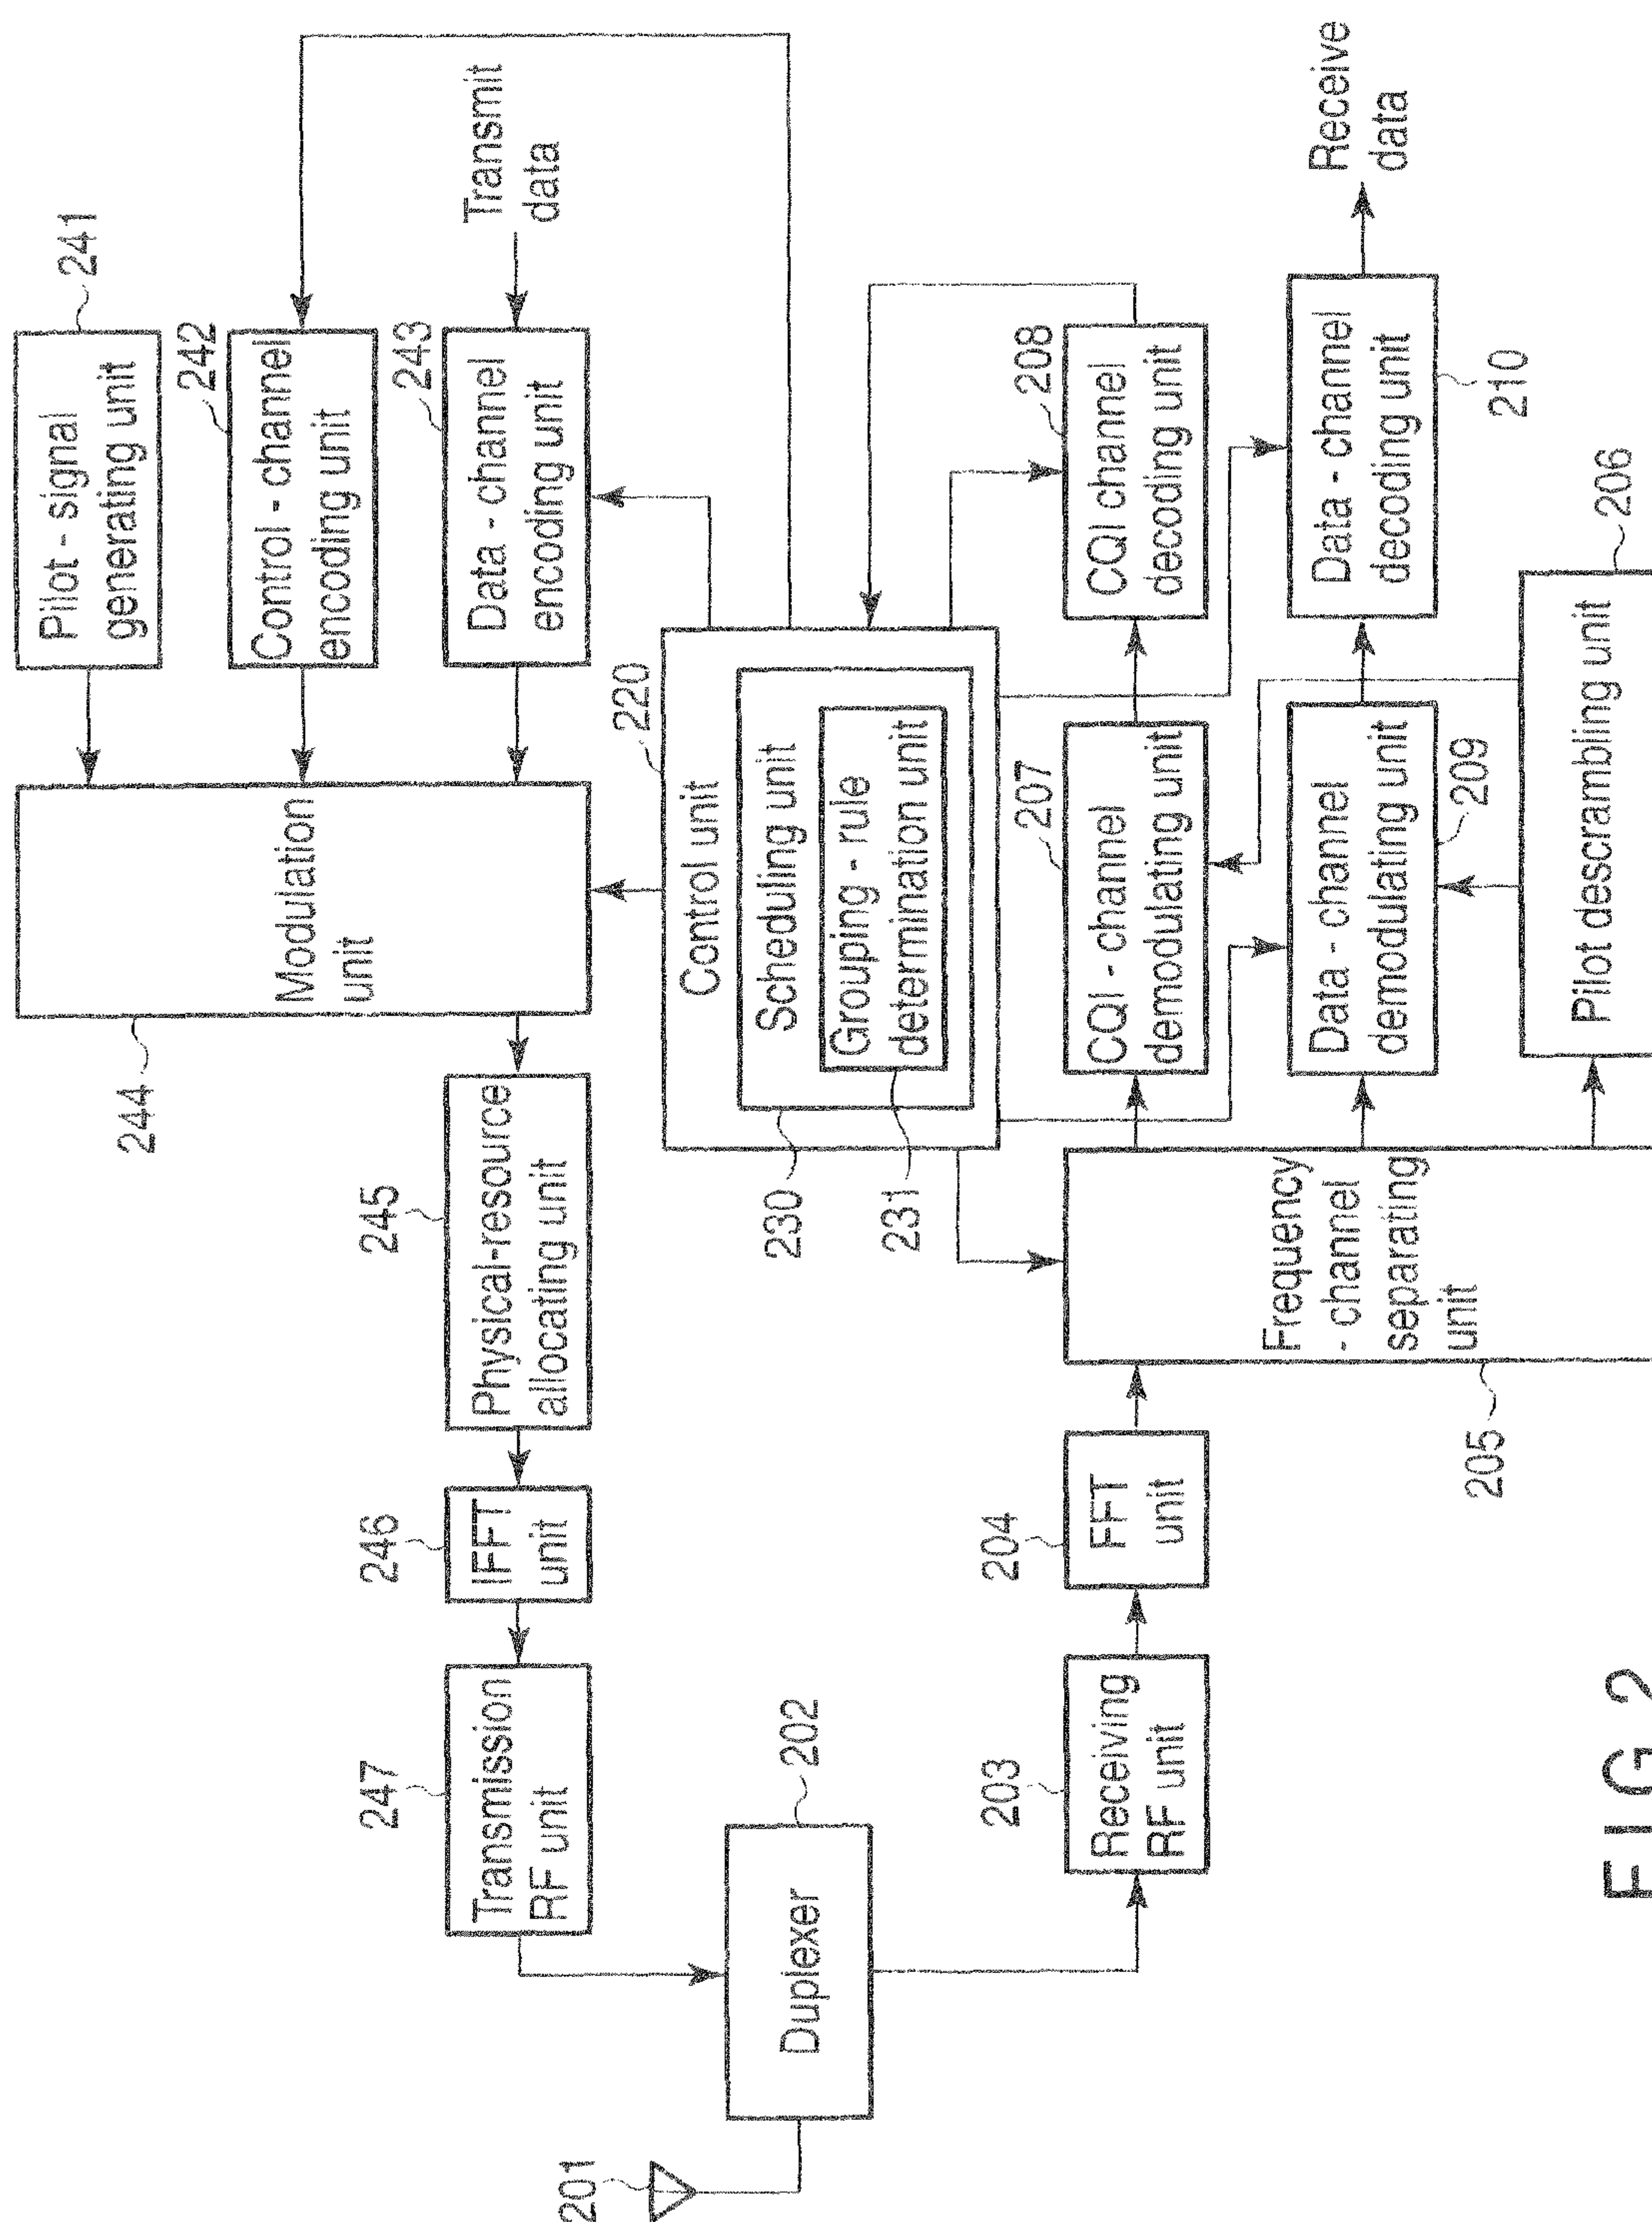 Pilot - signal
generating unit
241
Control - channel
encoding unit
242
Data - channel
encoding unit
243
Transmit
data
Modulation
unit
244
Physical-resource
allocating unit
245
IFFT
unit
246
Transmission
RF unit
247
Duplexer
202
201
Control unit
220
Scheduling unit
230
Grouping - rule
determination unit
231
Receiving
RF unit
203
FFT
unit
204
Frequency
- channel
separating
unit
205
CQI - channel
demodulating unit
207
CQI channel
decoding unit
208
Data - channel
demodulating unit
209
Data - channel
decoding unit
210
Receive
data
Pilot descrambling unit
206
FIG 2